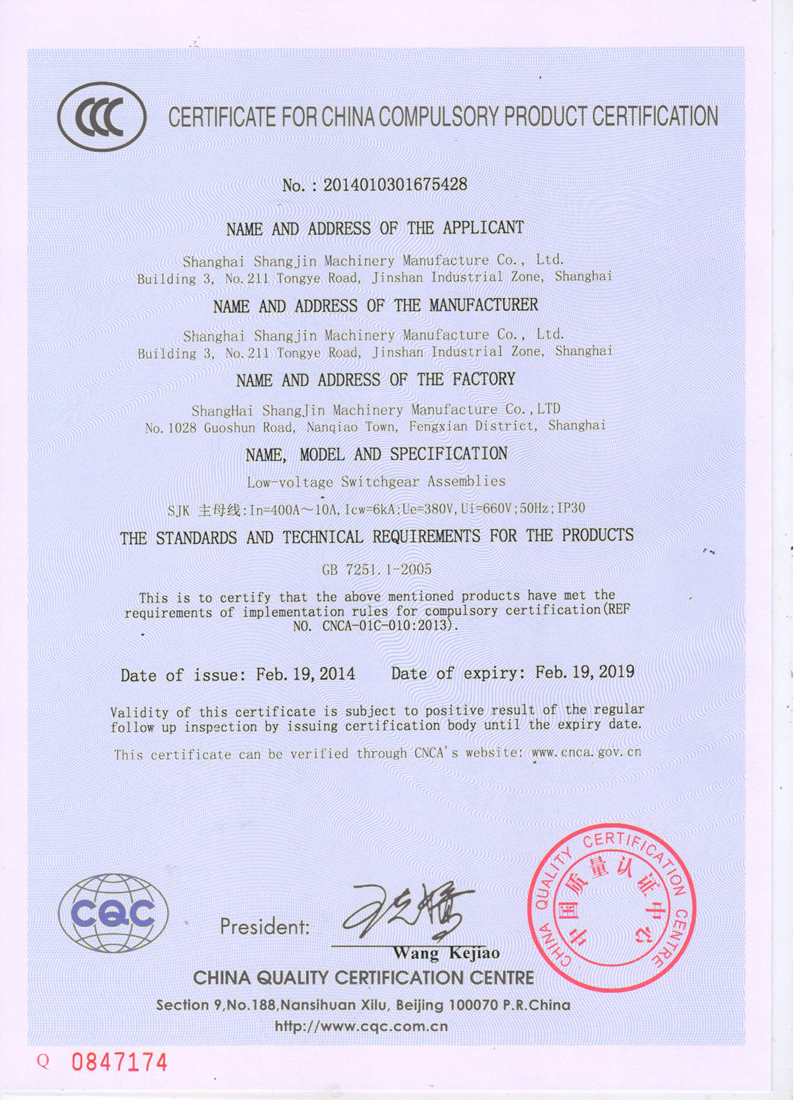 CCC
CERTIFICATE FOR CHINA COMPULSORY PRODUCT CERTIFICATION
No. : 2014010301675428
NAME AND ADDRESS OF THE APPLICANT
Shanghai Shangjin Machinery Manufacture Co., Ltd.
Building 3, No.211 Tongye Road, Jinshan Industrial Zone, Shanghai
NAME AND ADDRESS OF THE MANUFACTURER
Shanghai Shangjin Machinery Manufacture Co., Ltd.
Building 3, No.211 Tongye Road, Jinshan Industrial Zone, Shanghai
NAME AND ADDRESS OF THE FACTORY
ShangHai ShangJin Machinery Manufacture Co.,LTD
No.1028 Guoshun Road, Nanqiao Town, Fengxian District, Shanghai
NAME, MODEL AND SPECIFICATION
Low-voltage Switchgear Assemblies
SJK 主母线:In=400A～10A,Icw=6kA;Ue=380V,Ui=660V;50Hz;IP30
THE STANDARDS AND TECHNICAL REQUIREMENTS FOR THE PRODUCTS
GB 7251.1-2005
This is to certify that the above mentioned products have met the
requirements of implementation rules for compulsory certification(REF
NO. CNCA-01C-010:2013).
Date of issue: Feb.19,2014 Date of expiry: Feb.19,2019
Validity of this certificate is subject to positive result of the regular
follow up inspection by issuing certification body until the expiry date.
This certificate can be verified through CNCA's website: www.cnca.gov.cn
CHINA QUALITY CERTIFICATION CENTRE
中国质量认证中心
CQC
President: 王克娇
Wang Kejiao
CHINA QUALITY CERTIFICATION CENTRE
Section 9,No.188,Nansihuan Xilu, Beijing 100070 P.R.China
http://www.cqc.com.cn
Q 0847174